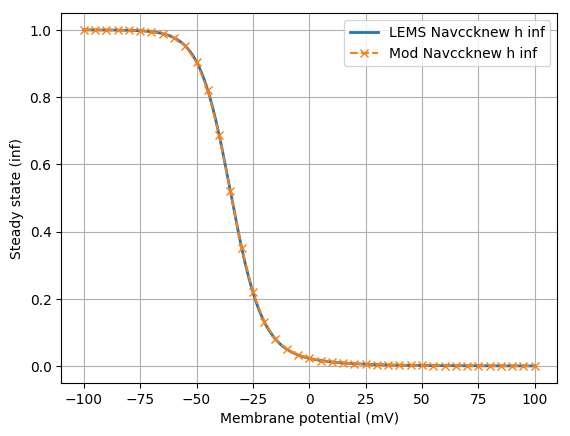 LEMS Navccknew h inf
Mod Navccknew h inf
Steady state (inf)
1.0
0.8
0.6
0.4
0.2
0.0
−100 −75 −50 −25 0 25 50 75 100
Membrane potential (mV)